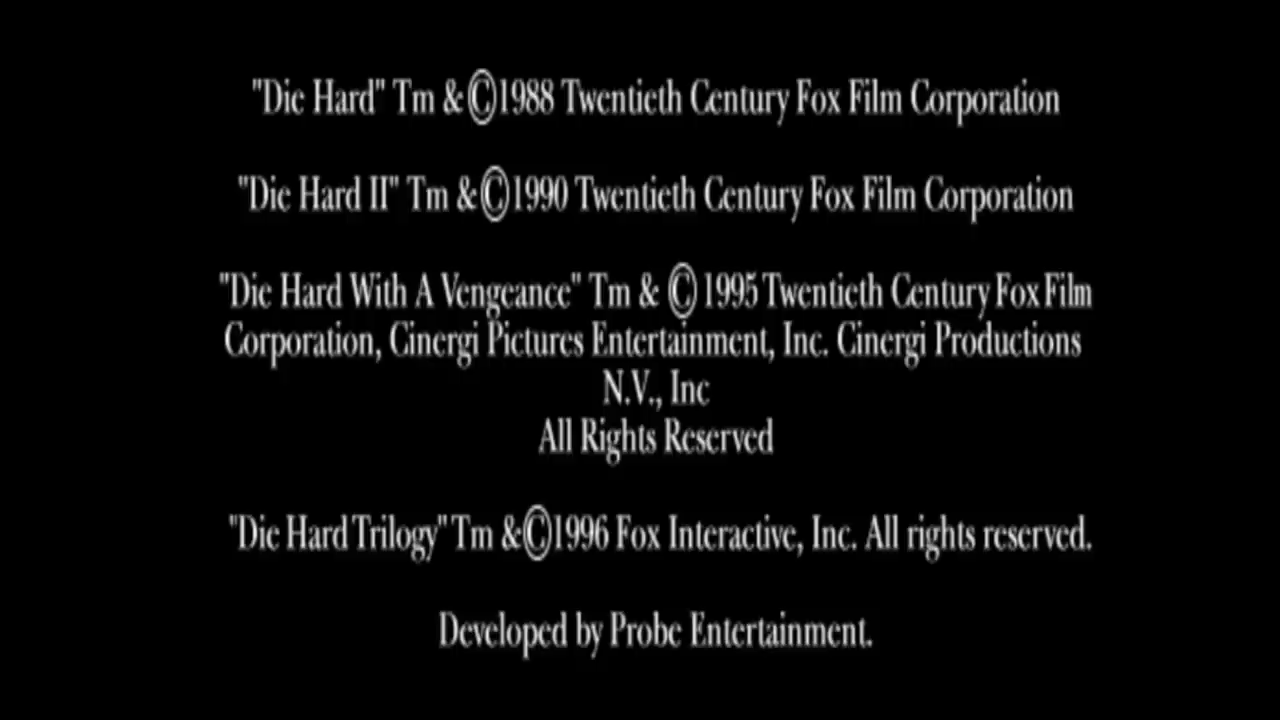 "Die Hard" Tm & ©1988 Twentieth Century Fox Film Corporation
"Die Hard II" Tm & ©1990 Twentieth Century Fox Film Corporation
"Die Hard With A Vengeance" Tm & © 1995 Twentieth Century Fox Film
Corporation, Cinergi Pictures Entertainment, Inc. Cinergi Productions
N.V., Inc
All Rights Reserved
"Die Hard Trilogy" Tm &©1996 Fox Interactive, Inc. All rights reserved.
Developed by Probe Entertainment.